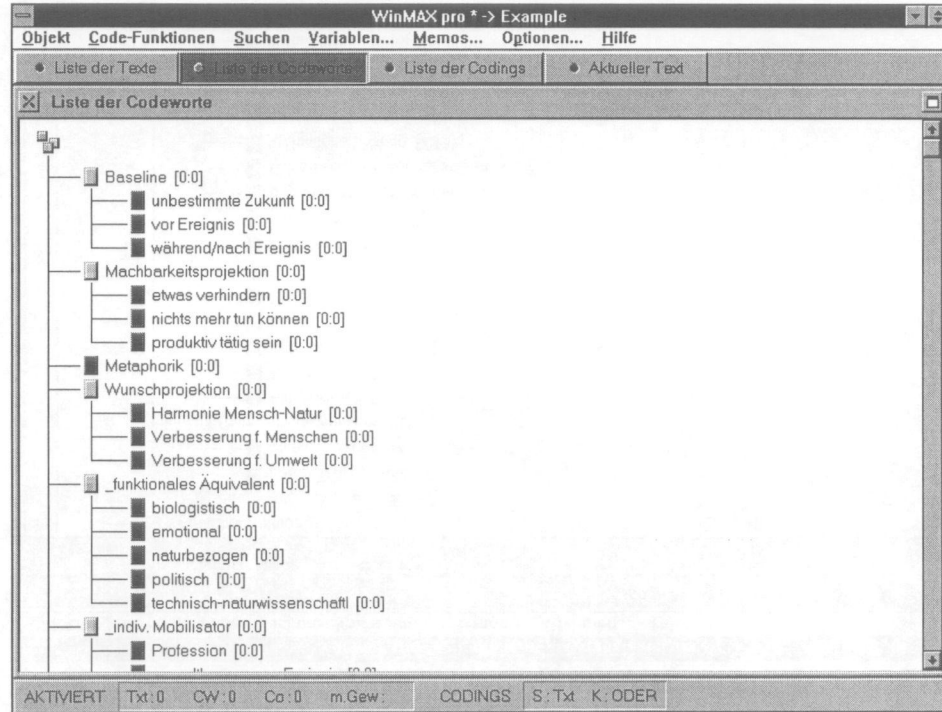 WinMAX pro * -> Example
Objekt Code-Funktionen Suchen Variablen... Memos... Optionen... Hilfe
Liste der Texte Liste der Codeworte Liste der Codings Aktueller Text
Liste der Codeworte
Baseline [0:0]
unbestimmte Zukunft [0:0]
vor Ereignis [0:0]
während/nach Ereignis [0:0]
Machbarkeitsprojektion [0:0]
etwas verhindern [0:0]
nichts mehr tun können [0:0]
produktiv tätig sein [0:0]
Metaphorik [0:0]
Wunschprojektion [0:0]
Harmonie Mensch-Natur [0:0]
Verbesserung f. Menschen [0:0]
Verbesserung f. Umwelt [0:0]
_funktionales Äquivalent [0:0]
biologistisch [0:0]
emotional [0:0]
naturbezogen [0:0]
politisch [0:0]
technisch-naturwissenschaftl [0:0]
_indiv. Mobilisator [0:0]
Profession [0:0]
AKTIVIERT Txt:0 CW:0 Co:0 m.Gew: CODINGS S: Txt K: ODER